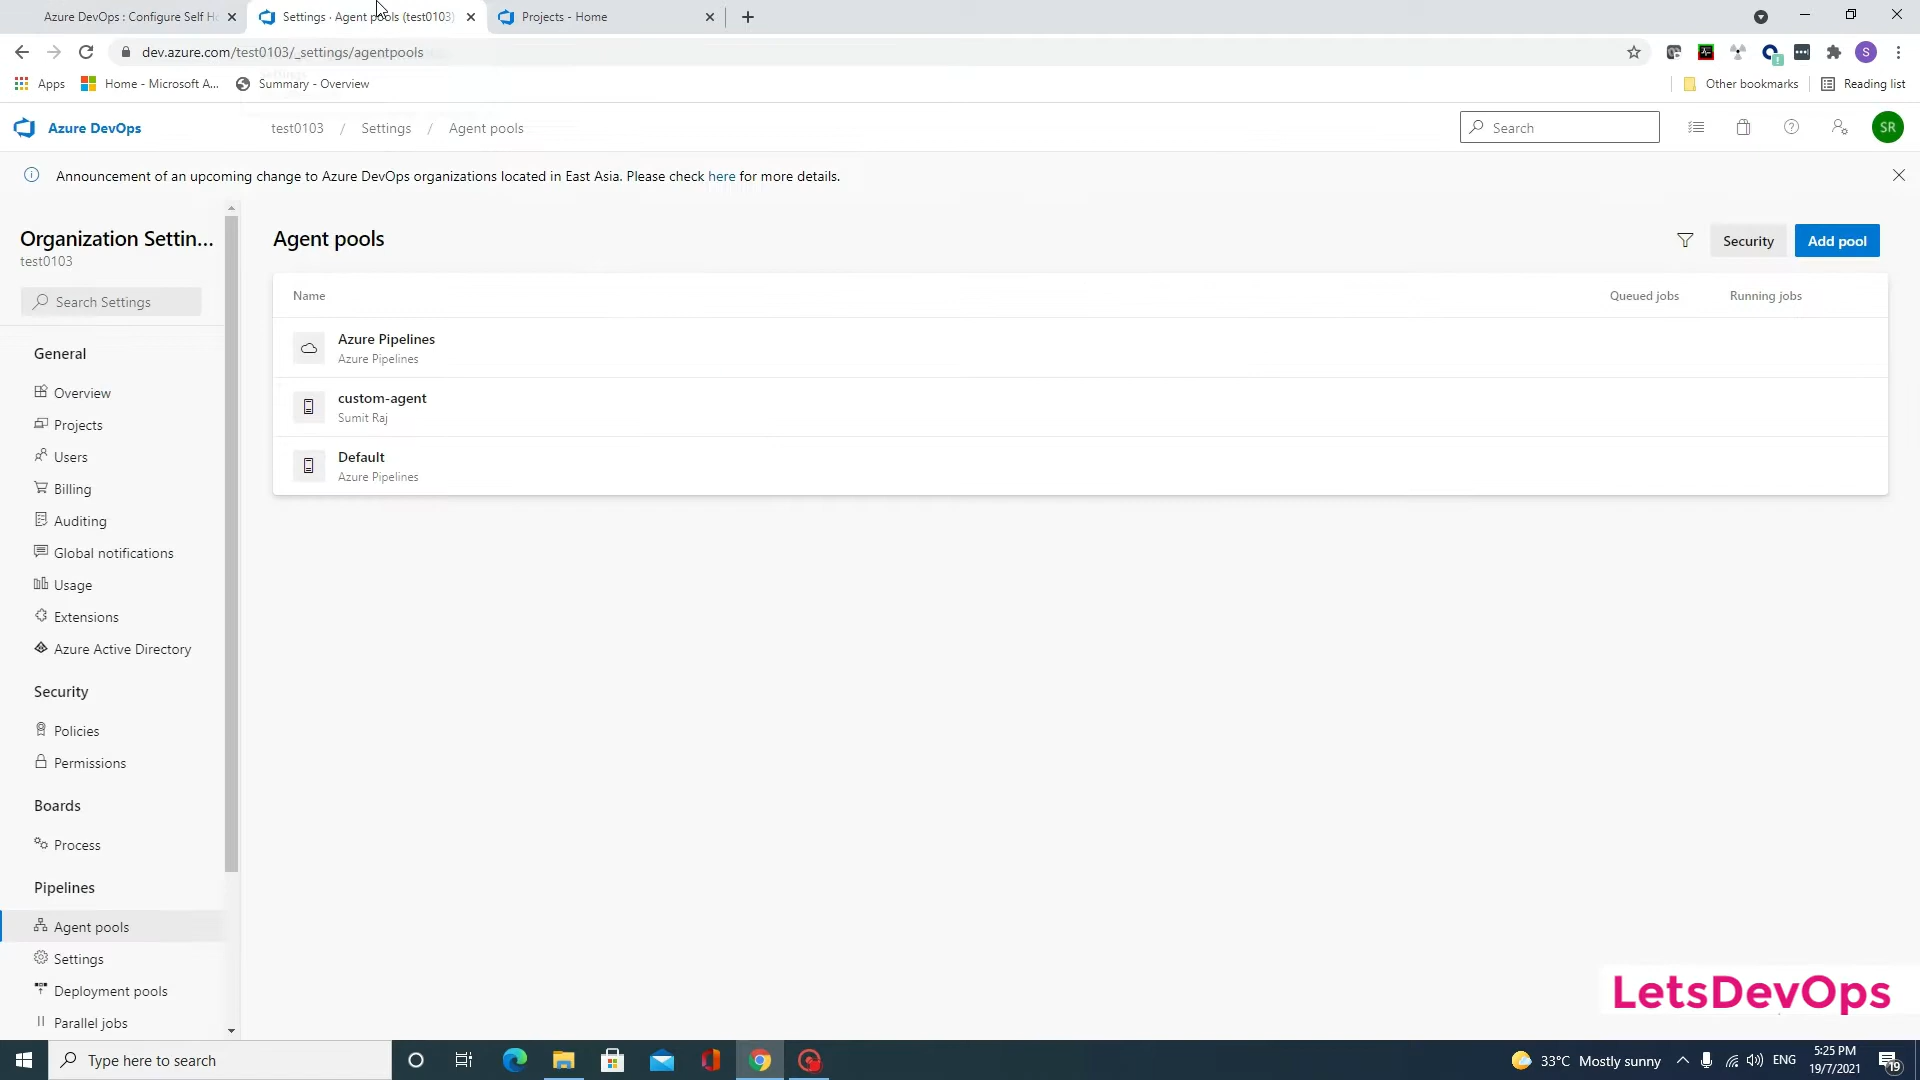 Azure DevOps : Configure Self H
Settings · Agent pools (test0103)
Projects - Home
dev.azure.com/test0103/_settings/agentpools
S
Apps
Home - Microsoft A...
Summary - Overview
Other bookmarks
Reading list
Azure DevOps
test0103 / Settings / Agent pools
Search
SR
Announcement of an upcoming change to Azure DevOps organizations located in East Asia. Please check here for more details.
Organization Settin...
test0103
Search Settings
General
Overview
Projects
Users
Billing
Auditing
Global notifications
Usage
Extensions
Azure Active Directory
Security
Policies
Permissions
Boards
Process
Pipelines
Agent pools
Settings
Deployment pools
Parallel jobs
Agent pools
Security
Add pool
Name
Queued jobs
Running jobs
Azure Pipelines
Azure Pipelines
custom-agent
Sumit Raj
Default
Azure Pipelines
LetsDevOps
Type here to search
33°C Mostly sunny
ENG
5:25 PM
19/7/2021
19